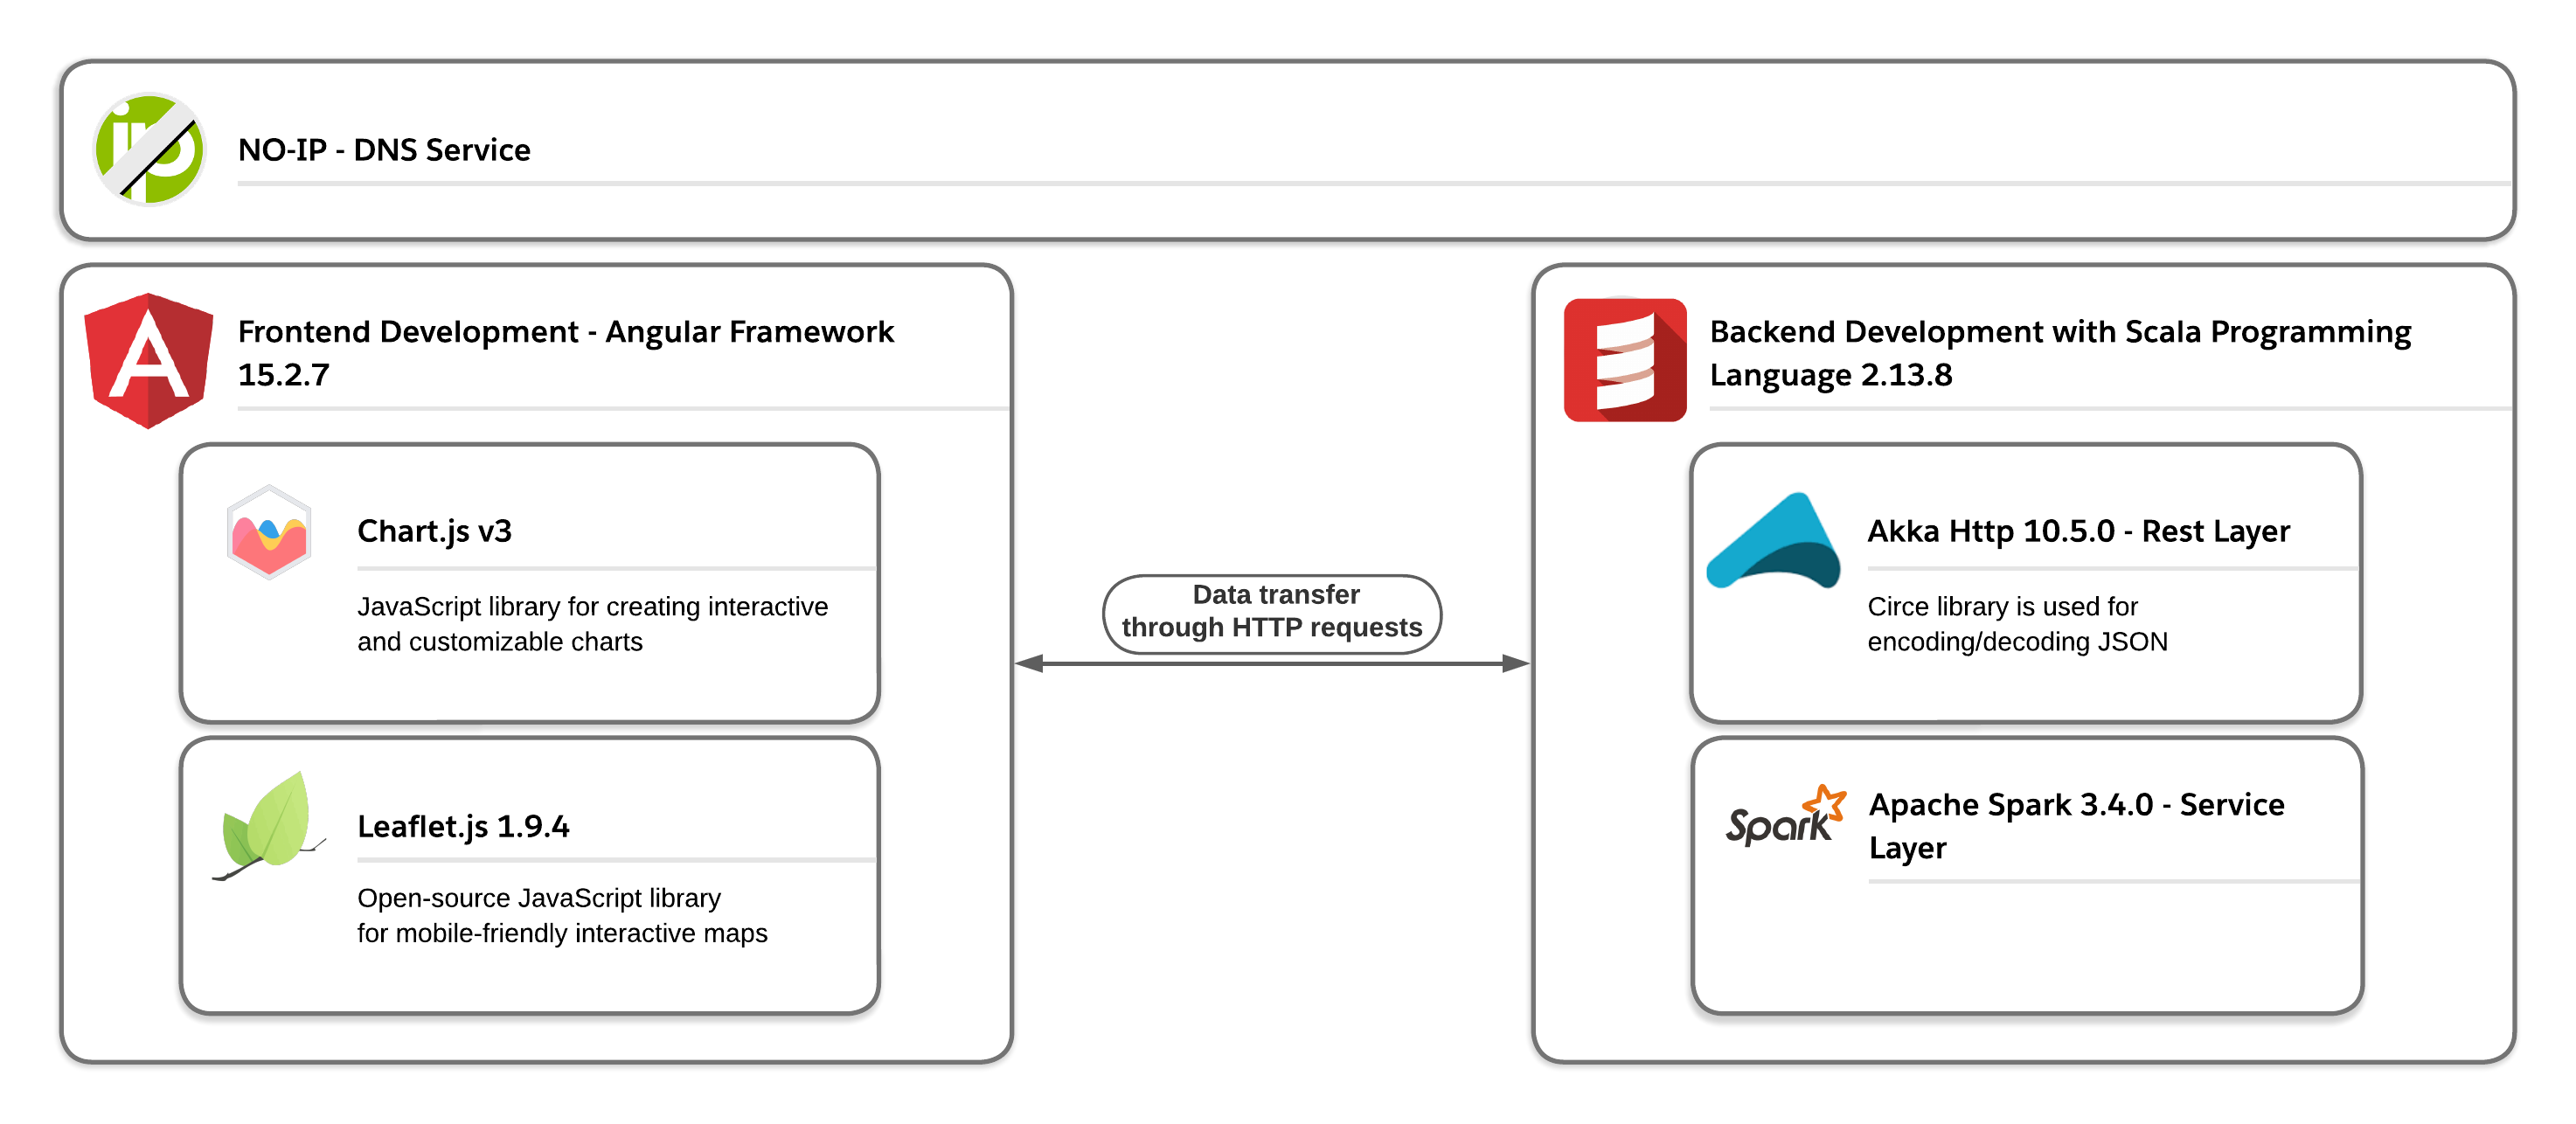 ip
NO-IP - DNS Service
Frontend Development - Angular Framework
15.2.7
Chart.js v3
JavaScript library for creating interactive
and customizable charts
Leaflet.js 1.9.4
Open-source JavaScript library
for mobile-friendly interactive maps
Data transfer
through HTTP requests
Backend Development with Scala Programming
Language 2.13.8
Akka Http 10.5.0 - Rest Layer
Circe library is used for
encoding/decoding JSON
Spark
Apache Spark 3.4.0 - Service
Layer